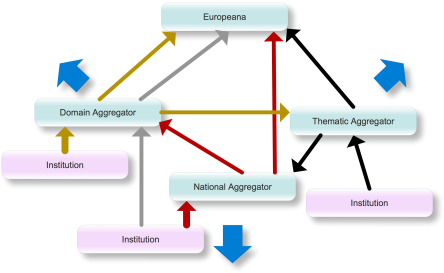 Europeana
Domain Aggregator
Thematic Aggregator
Institution
National Aggregator
Institution
Institution